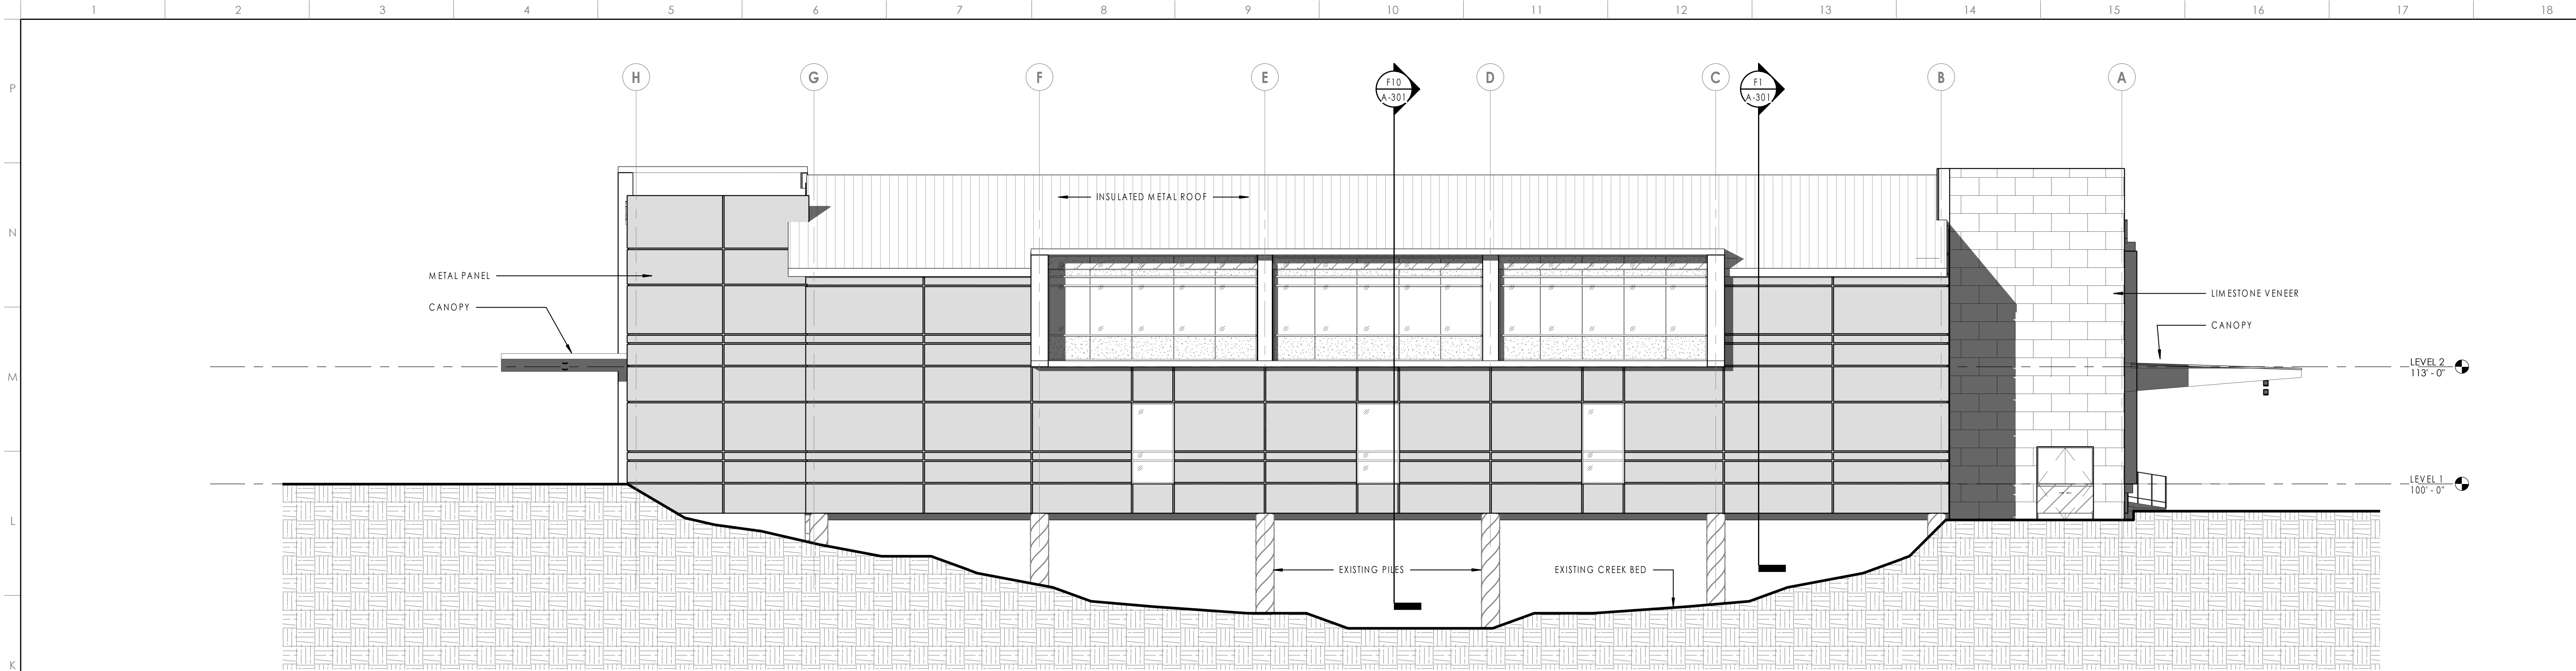 1 2 3 4 5 6 7 8 9 10 11 12 13 14 15 16 17 18
P
H G F E D C B A
F10
A-301
F1
A-301
INSULATED METAL ROOF
N
METAL PANEL
LIMESTONE VENEER
CANOPY
CANOPY
M
LEVEL 2
113' - 0"
LEVEL 1
100' - 0"
L
EXISTING PILES
EXISTING CREEK BED
K